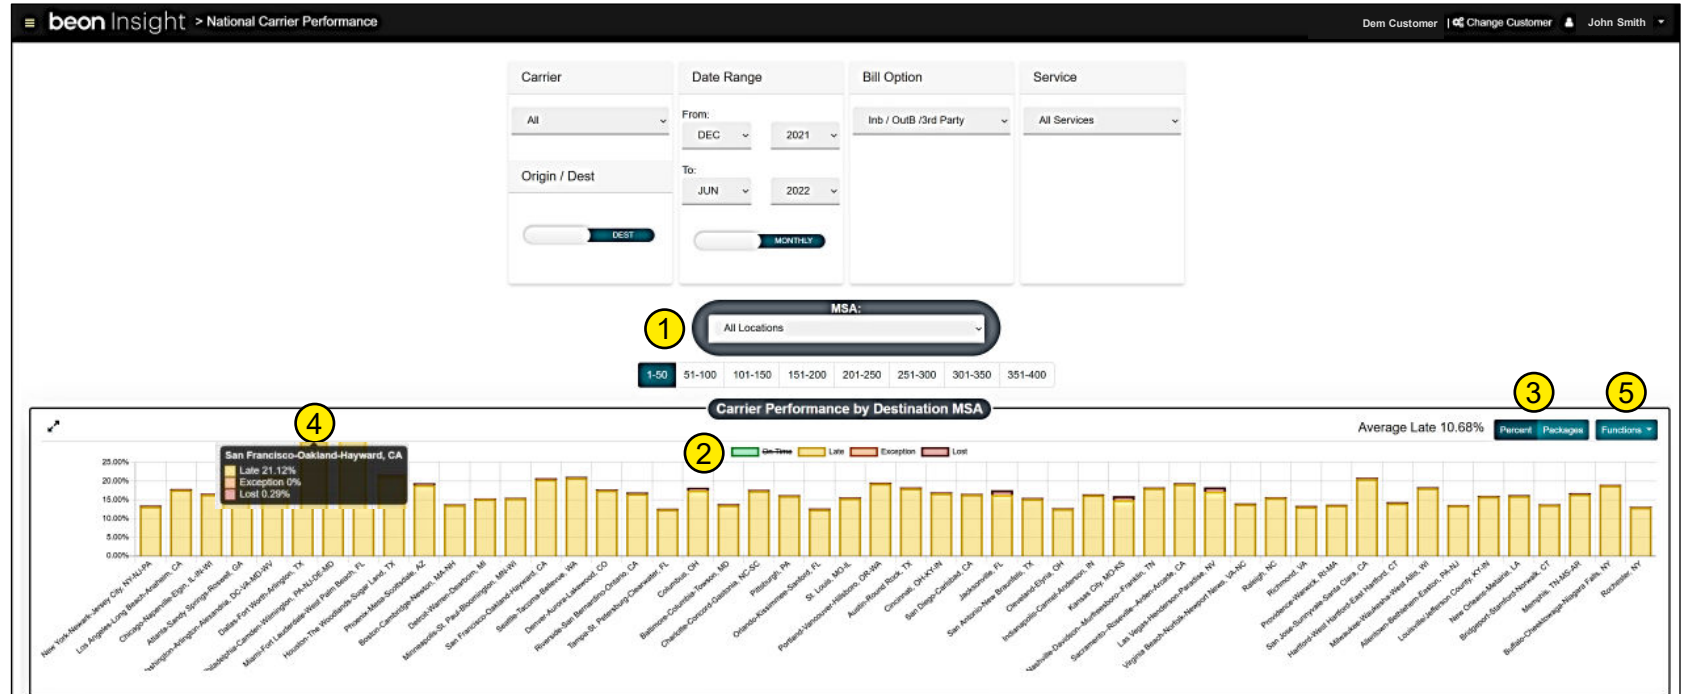 ≡ beon Insight > National Carrier Performance
Dem Customer | Change Customer John Smith
Carrier
Date Range
Bill Option
Service
All
From:
DEC 2021
Inb / OutB /3rd Party
All Services
Origin / Dest
To:
JUN 2022
DEST
MONTHLY
MSA:
1
All Locations
1-50 51-100 101-150 151-200 201-250 251-300 301-350 351-400
Carrier Performance by Destination MSA
3
5
4
Average Late 10.68% Percent Packages Functions
2
On-Time Late Exception Lost
San Francisco-Oakland-Hayward, CA
Late 21.12%
Exception 0%
Lost 0.29%
25.00%
20.00%
15.00%
10.00%
5.00%
0.00%
New York-Newark-Jersey City, NY-NJ-PA
Los Angeles-Long Beach-Anaheim, CA
Chicago-Naperville-Elgin, IL-IN-WI
Atlanta-Sandy Springs-Roswell, GA
ashington-Arlington-Alexandria, DC-VA-MD-WV
Dallas-Fort Worth-Arlington, TX
hiladelphia-Camden-Wilmington, PA-NJ-DE-MD
Miami-Fort Lauderdale-West Palm Beach, FL
Houston-The Woodlands-Sugar Land, TX
Phoenix-Mesa-Scottsdale, AZ
Boston-Cambridge-Newton, MA-NH
Detroit-Warren-Dearborn, MI
Minneapolis-St. Paul-Bloomington, MN-WI
San Francisco-Oakland-Hayward, CA
Seattle-Tacoma-Bellevue, WA
Denver-Aurora-Lakewood, CO
Riverside-San Bernardino-Ontario, CA
Tampa-St. Petersburg-Clearwater, FL
Columbus, OH
Baltimore-Columbia-Towson, MD
Charlotte-Concord-Gastonia, NC-SC
Pittsburgh, PA
Orlando-Kissimmee-Sanford, FL
St. Louis, MO-IL
Portland-Vancouver-Hillsboro, OR-WA
Austin-Round Rock, TX
Cincinnati, OH-KY-IN
San Diego-Carlsbad, CA
Jacksonville, FL
San Antonio-New Braunfels, TX
Cleveland-Elyria, OH
Indianapolis-Carmel-Anderson, IN
Kansas City, MO-KS
Nashville-Davidson--Murfreesboro--Franklin, TN
Sacramento--Roseville--Arden-Arcade, CA
Las Vegas-Henderson-Paradise, NV
Virginia Beach-Norfolk-Newport News, VA-NC
Raleigh, NC
Richmond, VA
Providence-Warwick, RI-MA
San Jose-Sunnyvale-Santa Clara, CA
Hartford-West Hartford-East Hartford, CT
Milwaukee-Waukesha-West Allis, WI
Allentown-Bethlehem-Easton, PA-NJ
Louisville/Jefferson County, KY-IN
New Orleans-Metairie, LA
Bridgeport-Stamford-Norwalk, CT
Memphis, TN-MS-AR
Buffalo-Cheektowaga-Niagara Falls, NY
Rochester, NY